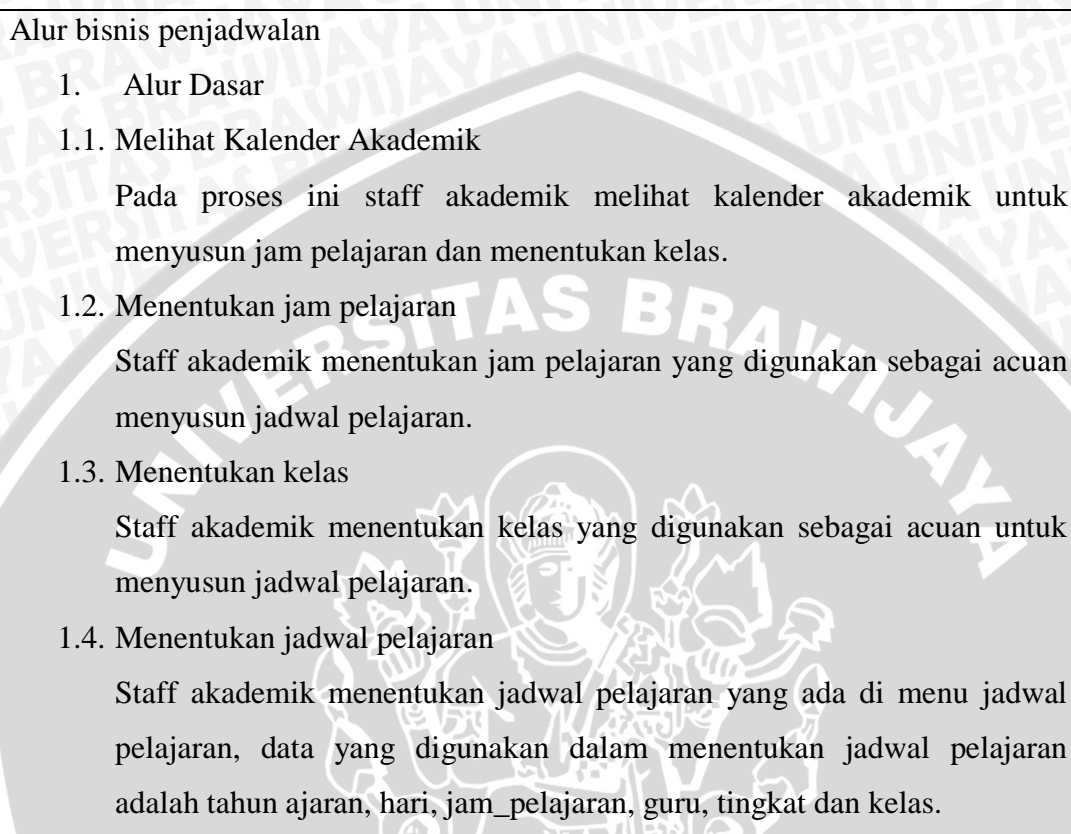 Alur bisnis penjadwalan
1. Alur Dasar
1.1. Melihat Kalender Akademik
Pada proses ini staff akademik melihat kalender akademik untuk
menyusun jam pelajaran dan menentukan kelas.
1.2. Menentukan jam pelajaran
Staff akademik menentukan jam pelajaran yang digunakan sebagai acuan
menyusun jadwal pelajaran.
1.3. Menentukan kelas
Staff akademik menentukan kelas yang digunakan sebagai acuan untuk
menyusun jadwal pelajaran.
1.4. Menentukan jadwal pelajaran
Staff akademik menentukan jadwal pelajaran yang ada di menu jadwal
pelajaran, data yang digunakan dalam menentukan jadwal pelajaran
adalah tahun ajaran, hari, jam_pelajaran, guru, tingkat dan kelas.
UNIVERSITAS BRAWIJAYA